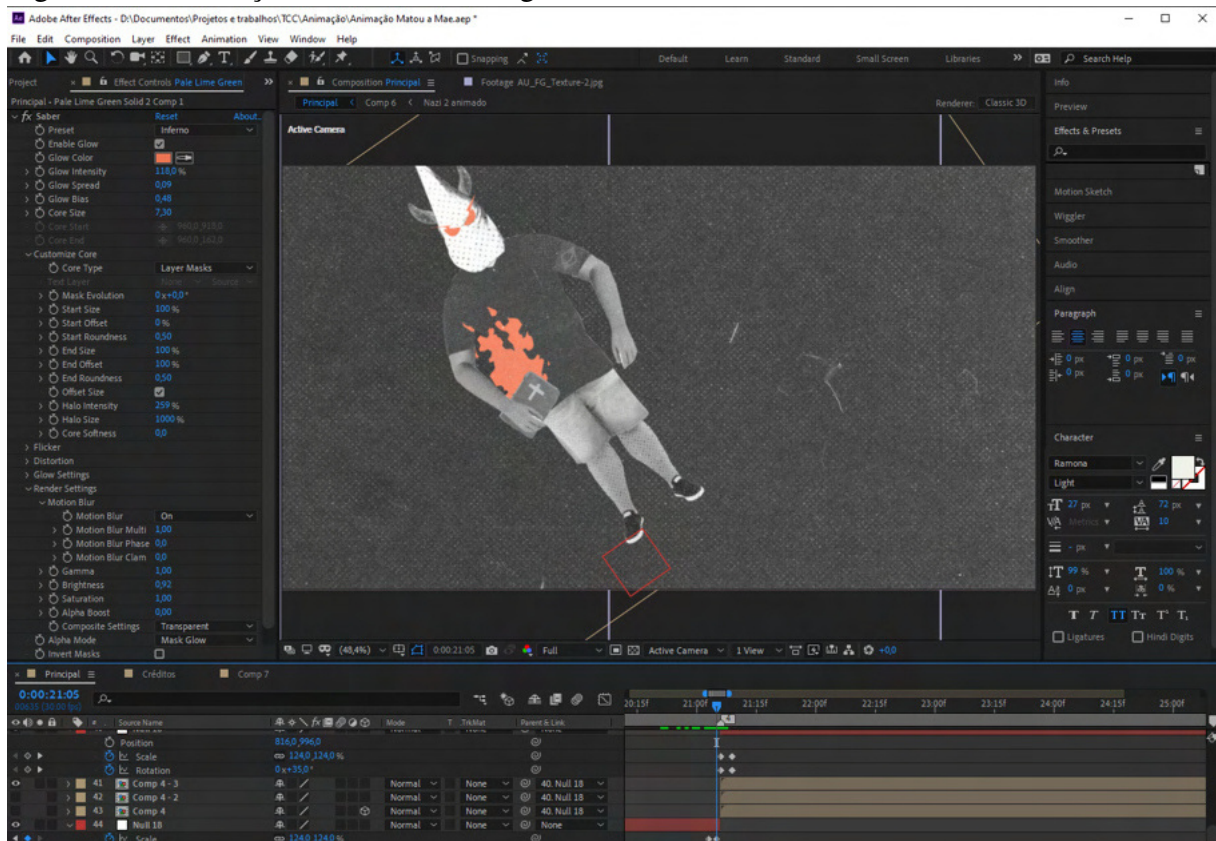 Adobe After Effects - D:\Documentos\Projetos e trabalhos\TCC\Animação\Animação Matou a Mae.aep *
File Edit Composition Layer Effect Animation View Window Help
Snapping Default Learn Standard Small Screen Libraries Search Help
Project Effect Controls Pale Lime Green Composition Principal Footage AU_FG_Texture-2.jpg Info
Principal - Pale Lime Green Solid 2 Comp 1 Principal Comp 6 Nazi 2 animado Renderer: Classic 3D Preview
fx Saber Reset About... Active Camera Effects & Presets
Preset Inferno
Enable Glow
Glow Color
Glow Intensity 118,0 %
Glow Spread 0,09
Motion Sketch
Glow Bias 0,48
Core Size 7,30
Wiggler
Core Start 960,0, 918,0
Core End 960,0, 162,0
Smoother
Customize Core
Core Type Layer Masks
Audio
Text Layer None Source
Align
Mask Evolution 0 x+0,0°
Start Size 100 %
Paragraph
Start Offset 0 %
Start Roundness 0,50
End Size 100 %
End Offset 100 %
0 px 0 px 0 px
End Roundness 0,50
0 px 0 px
Offset Size
Halo Intensity 259 %
Halo Size 1000 %
Core Softness 0,0
Character
Flicker
Distortion
Ramona
Glow Settings
Render Settings
Light
Motion Blur
Motion Blur On
27 px 72 px
Motion Blur Multi 1,00
Metrics 10
Motion Blur Phase 0,0
Motion Blur Clam 0,0
- px
Gamma 1,00
99 % 100 %
Brightness 0,92
Saturation 1,00
0 px 0 %
Alpha Boost 0,00
Composite Settings Transparent
T T TT Tt T¹ T₁
Alpha Mode Mask Glow
Ligatures Hindi Digits
Invert Masks
(48,4%) 0:00:21:05 Full Active Camera 1 View +0,0
Principal Créditos Comp 7
0:00:21:05
00635 (30.00 fps)
20:15f 21:00f 21:15f 22:00f 22:15f 23:00f 23:15f 24:00f 24:15f 25:00f
# Source Name Mode T TrkMat Parent & Link
Position 816,0, 996,0
Scale 124,0, 124,0 %
Rotation 0 x+35,0°
41 Comp 4 - 3 Normal None 40. Null 18
42 Comp 4 - 2 Normal None 40. Null 18
43 Comp 4 Normal None 40. Null 18
44 Null 18 Normal None None
Scale 124,0, 124,0 %